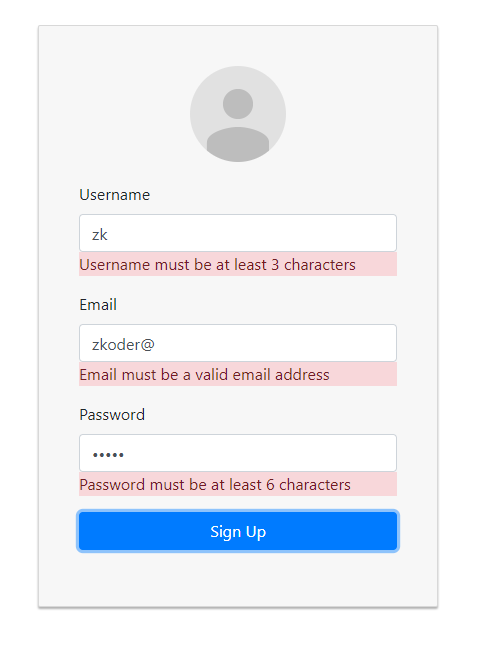 Username
zk
Username must be at least 3 characters
Email
zkoder@
Email must be a valid email address
Password
•••••
Password must be at least 6 characters
Sign Up